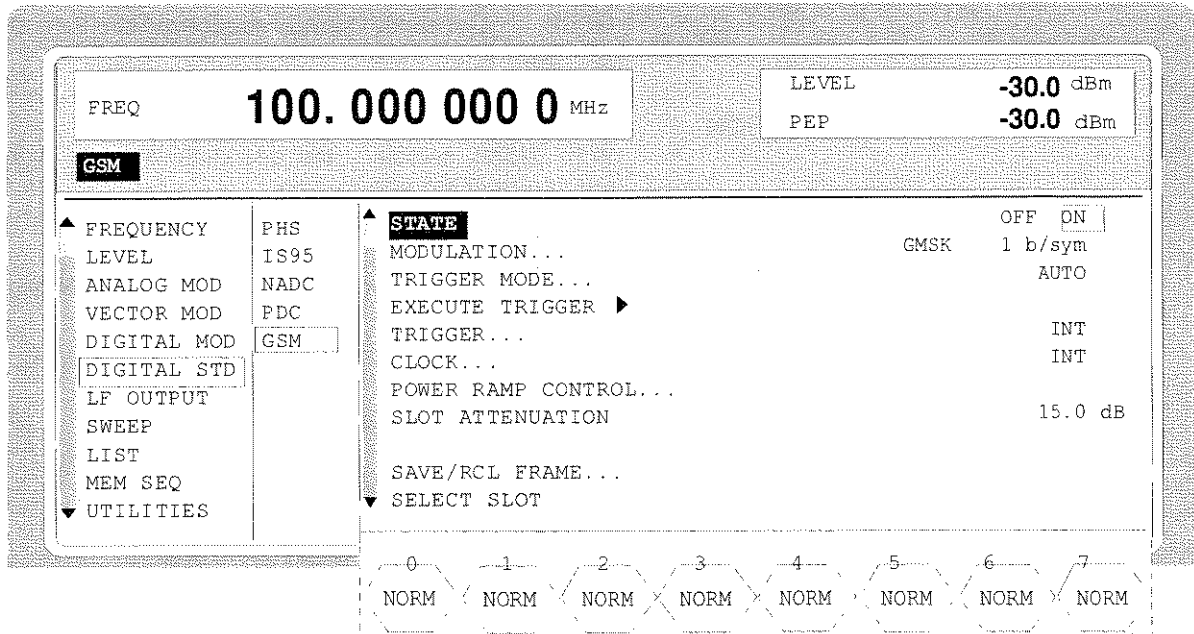 FREQ 100. 000 000 0 MHz
LEVEL -30.0 dBm
PEP -30.0 dBm
GSM
FREQUENCY
LEVEL
ANALOG MOD
VECTOR MOD
DIGITAL MOD
DIGITAL STD
LF OUTPUT
SWEEP
LIST
MEM SEQ
UTILITIES
PHS
IS95
NADC
PDC
GSM
STATE OFF ON
MODULATION... GMSK 1 b/sym
TRIGGER MODE... AUTO
EXECUTE TRIGGER ▶
TRIGGER... INT
CLOCK... INT
POWER RAMP CONTROL...
SLOT ATTENUATION 15.0 dB
SAVE/RCL FRAME...
SELECT SLOT
0 1 2 3 4 5 6 7
NORM NORM NORM NORM NORM NORM NORM NORM